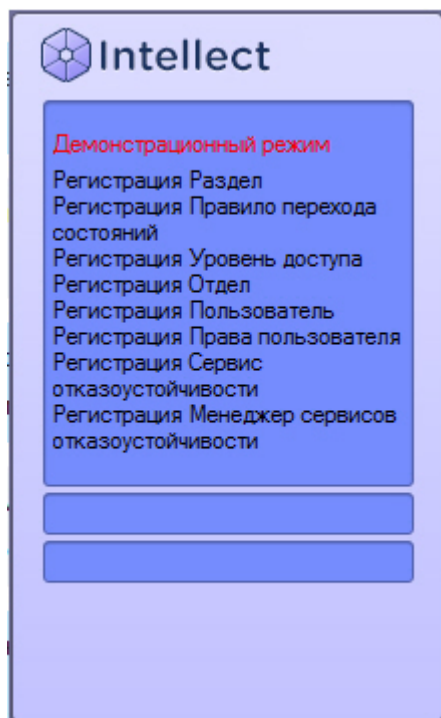 Intellect
Демонстрационный режим
Регистрация Раздел
Регистрация Правило перехода
состояний
Регистрация Уровень доступа
Регистрация Отдел
Регистрация Пользователь
Регистрация Права пользователя
Регистрация Сервис
отказоустойчивости
Регистрация Менеджер сервисов
отказоустойчивости